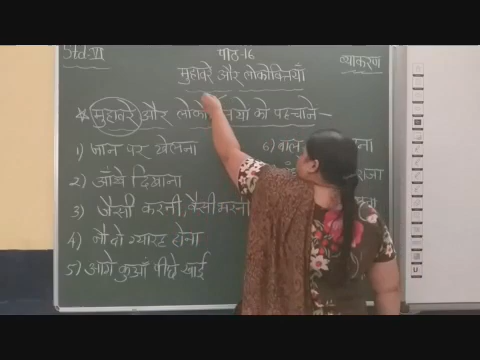 Std-VI
पाठ-16
व्याकरण
मुहावरे और लोकोक्तियाँ
मुहावरे और को पहचाने-
1) जान पर खेलना
2) आँखे दिखाना
3) जैसी करनी, वैसी भरनी
4) नौ दो ग्यारह होना
5) आगे कुआँ पीछे खाई
6) बाल
राजा